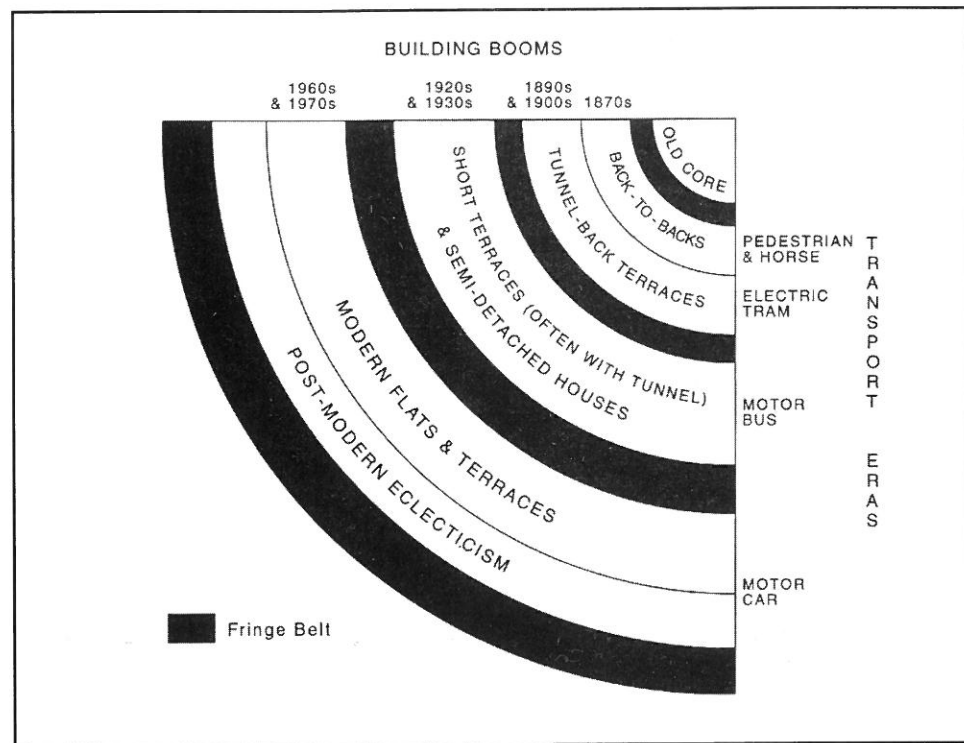 BUILDING BOOMS
1960s
& 1970s
1920s
& 1930s
1890s
& 1900s
1870s
OLD CORE
BACK-TO-BACKS
TUNNEL-BACK TERRACES
SHORT TERRACES (OFTEN WITH TUNNEL)
& SEMI-DETACHED HOUSES
MODERN FLATS & TERRACES
POST-MODERN ECLECTICISM
PEDESTRIAN
& HORSE
ELECTRIC
TRAM
MOTOR
BUS
MOTOR
CAR
TRANSPORT ERAS
Fringe Belt